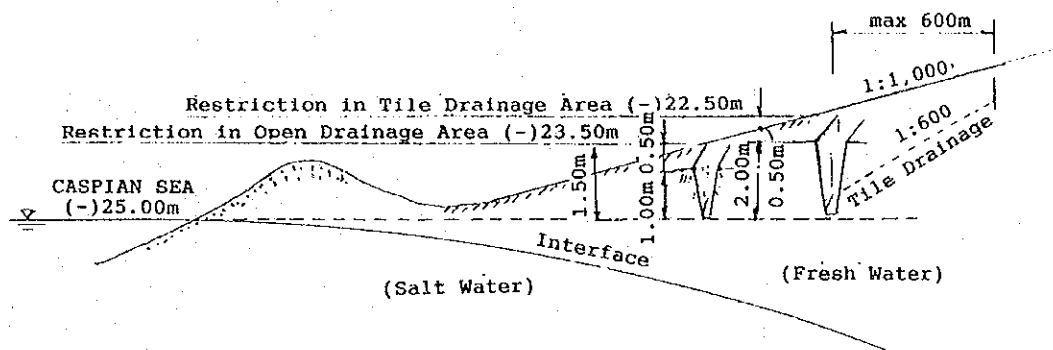 max 600m
1:1,000
Restriction in Tile Drainage Area (-)22.50m
Restriction in Open Drainage Area (-)23.50m
1:600
Tile Drainage
0.50m
1.50m
1.00m
2.00m
0.50m
CASPIAN SEA
(-)25.00m
Interface
(Salt Water)
(Fresh Water)